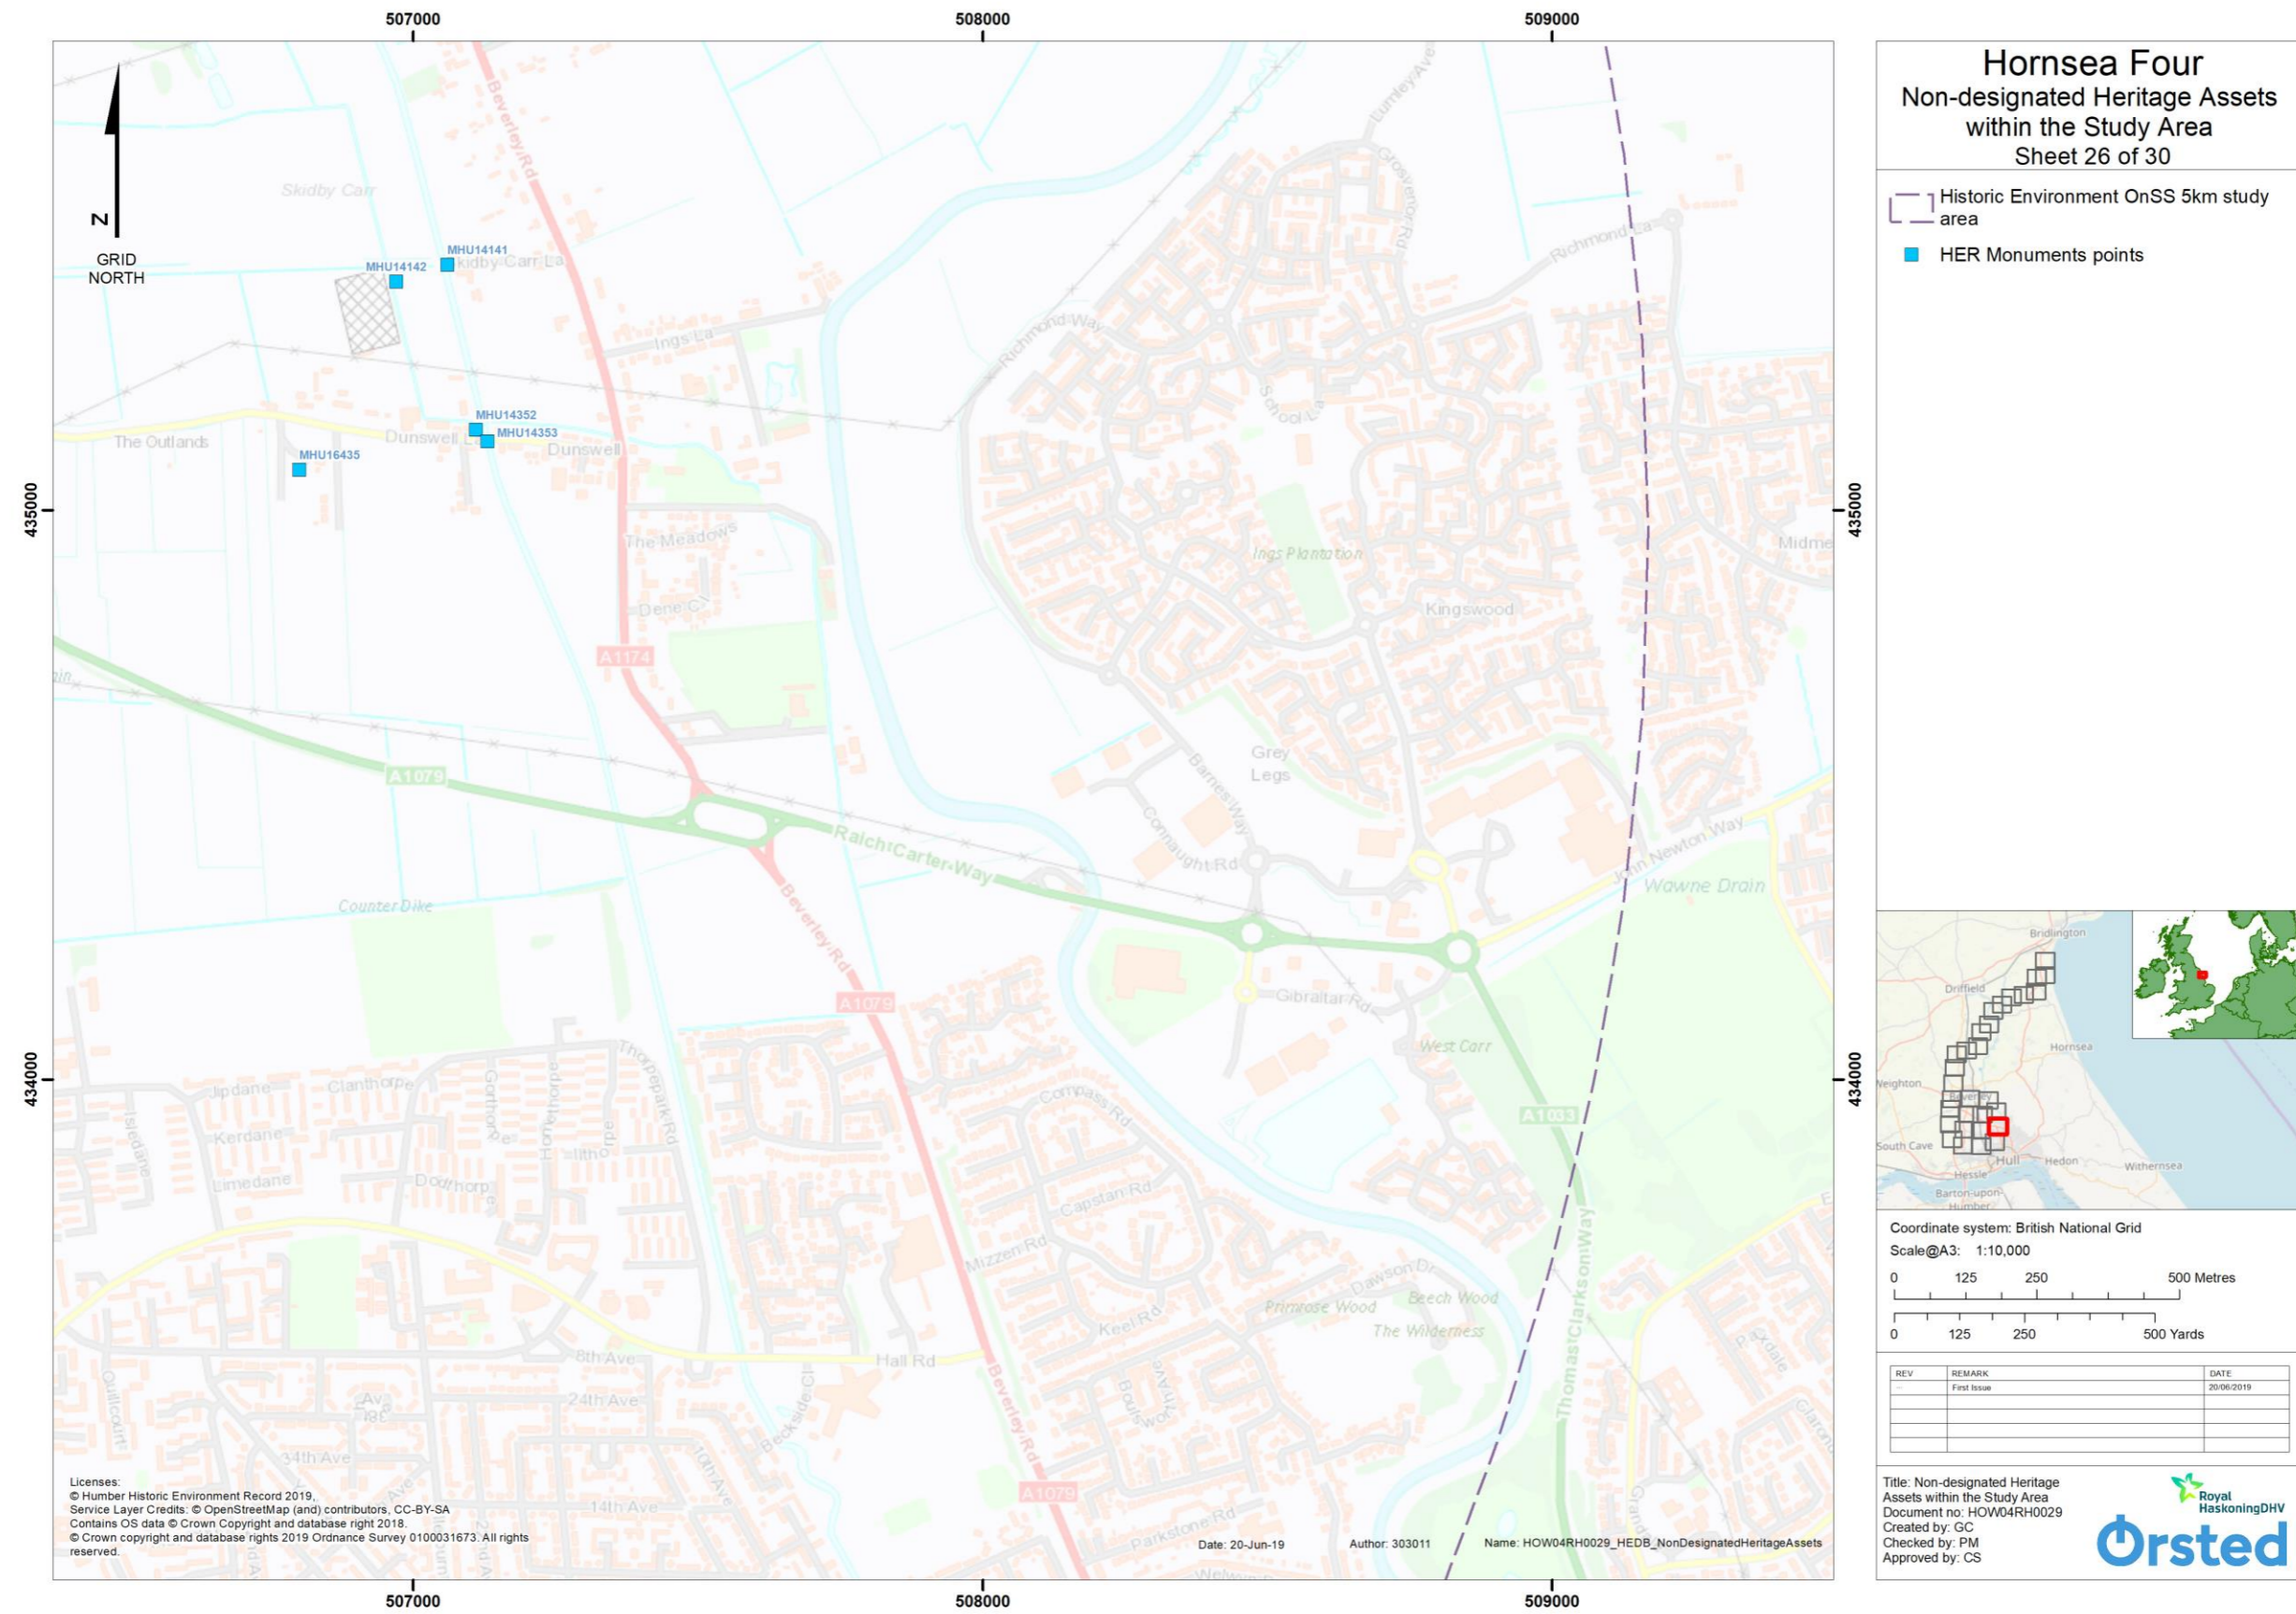 507000
508000
509000
Hornsea Four
Non-designated Heritage Assets
within the Study Area
Sheet 26 of 30
Historic Environment OnSS 5km study
area
HER Monuments points
N
GRID
NORTH
Skidby Carr
Beverley Rd
Lumley Ave
Grosvenor Rd
Richmond La
MHU14141
MHU14142
Ings La
Richmond Way
School La
MHU14352
MHU14353
The Outlands
Dunswell
Dunswell
MHU16435
435000
435000
The Meadows
Ings Plantation
Dene Cl
Kingswood
A1174
A1079
Grey
Legs
Barnes Way
Connaught Rd
Raich Carter Way
John Newton Way
Wawne Drain
Counter Dike
Beverley Rd
A1079
Gibraltar Rd
West Carr
434000
434000
Thorpepark Rd
Clanthorpe
Gorthorpe
Kerdane
Isledane
Limedane
Compass Rd
A1033
Capstan Rd
Mizzen Rd
Dawson Dr
Primrose Wood
Beech Wood
The Wilderness
Keel Rd
Thomas Clarkson Way
8th Ave
Hall Rd
24th Ave
34th Ave
Beckside Cl
Beverley Rd
10th Ave
14th Ave
A1079
Parkstone Rd
Licenses:
© Humber Historic Environment Record 2019,
Service Layer Credits: © OpenStreetMap (and) contributors, CC-BY-SA
Contains OS data © Crown Copyright and database right 2018.
© Crown copyright and database rights 2019 Ordnance Survey 0100031673. All rights
reserved.
Date: 20-Jun-19
Author: 303011
Name: HOW04RH0029_HEDB_NonDesignatedHeritageAssets
507000
508000
509000
Bridlington
Driffield
Hornsea
Weighton
Beverley
South Cave
Hull
Hedon
Withernsea
Hessle
Barton-upon-
Humber
Coordinate system: British National Grid
Scale@A3: 1:10,000
0 125 250 500 Metres
0 125 250 500 Yards
REV REMARK DATE
-- First Issue 20/06/2019
Title: Non-designated Heritage
Assets within the Study Area
Document no: HOW04RH0029
Created by: GC
Checked by: PM
Approved by: CS
Royal
HaskoningDHV
Orsted